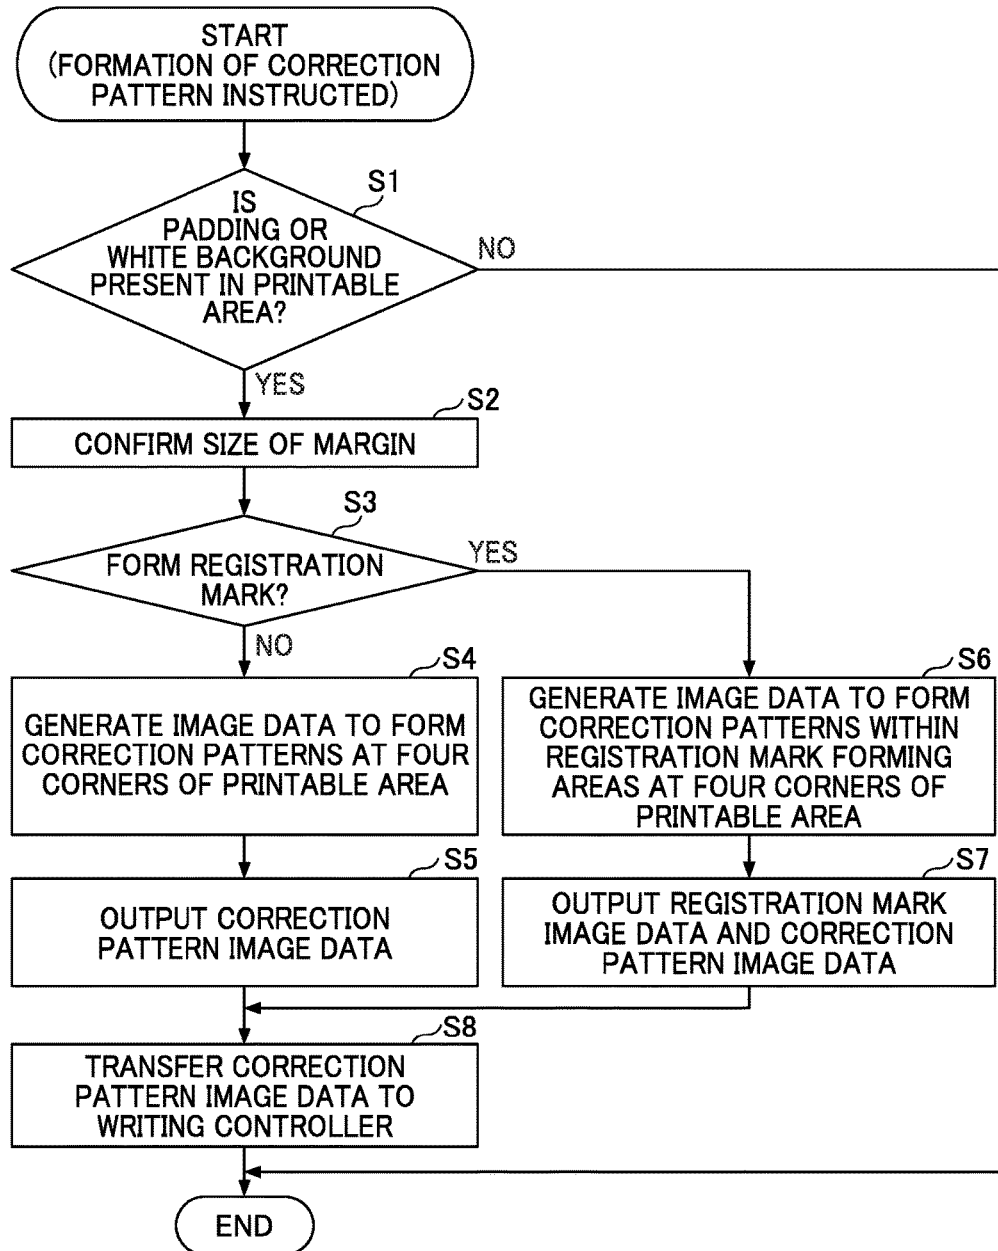 START
(FORMATION OF CORRECTION
PATTERN INSTRUCTED)
S1
IS
PADDING OR
WHITE BACKGROUND
PRESENT IN PRINTABLE
AREA?
NO
YES
S2
CONFIRM SIZE OF MARGIN
S3
FORM REGISTRATION
MARK?
YES
NO
S4
GENERATE IMAGE DATA TO FORM
CORRECTION PATTERNS AT FOUR
CORNERS OF PRINTABLE AREA
S6
GENERATE IMAGE DATA TO FORM
CORRECTION PATTERNS WITHIN
REGISTRATION MARK FORMING
AREAS AT FOUR CORNERS OF
PRINTABLE AREA
S5
OUTPUT CORRECTION
PATTERN IMAGE DATA
S7
OUTPUT REGISTRATION MARK
IMAGE DATA AND CORRECTION
PATTERN IMAGE DATA
S8
TRANSFER CORRECTION
PATTERN IMAGE DATA TO
WRITING CONTROLLER
END